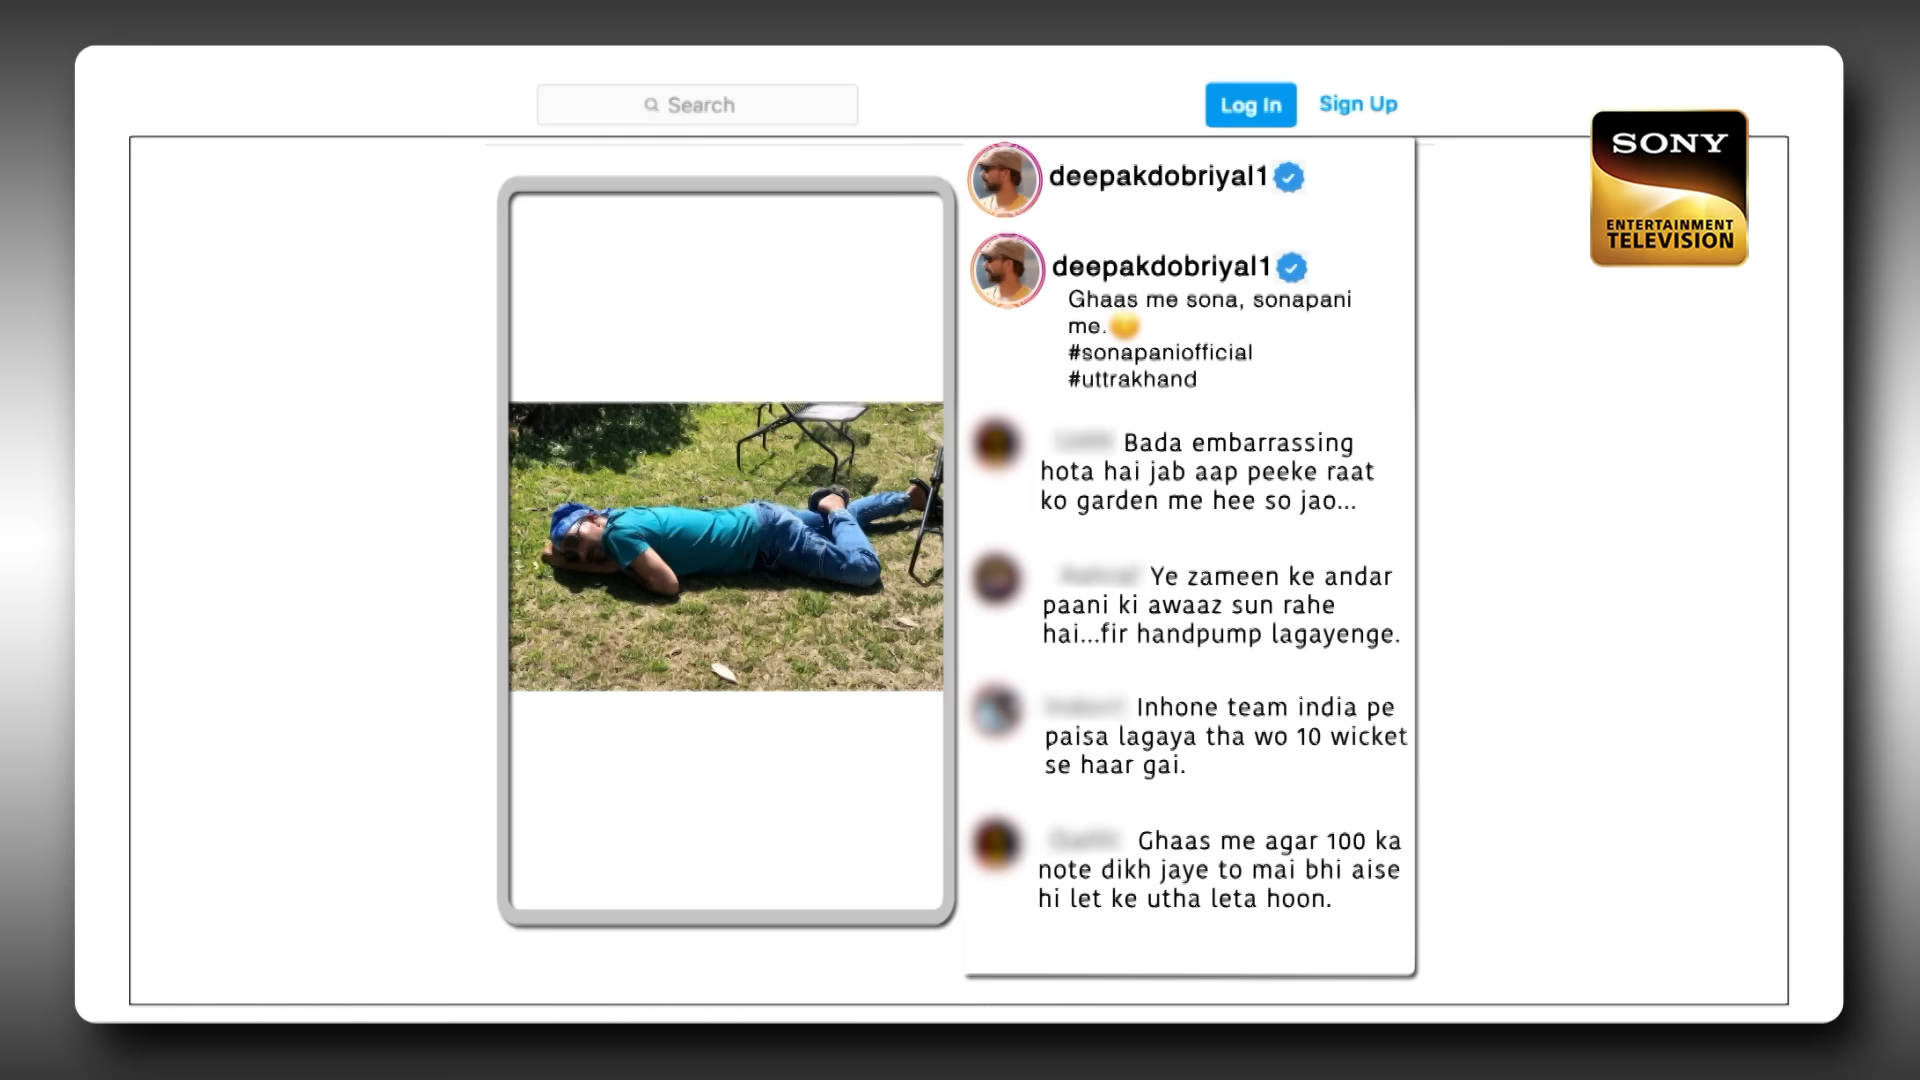 Search
Log In
Sign Up
SONY
ENTERTAINMENT
TELEVISION
deepakdobriyal1
deepakdobriyal1
Ghaas me sona, sonapani
me.
#sonapaniofficial
#uttrakhand
Bada embarrassing
hota hai jab aap peeke raat
ko garden me hee so jao...
Ye zameen ke andar
paani ki awaaz sun rahe
hai...fir handpump lagayenge.
Inhone team india pe
paisa lagaya tha wo 10 wicket
se haar gai.
Ghaas me agar 100 ka
note dikh jaye to mai bhi aise
hi let ke utha leta hoon.